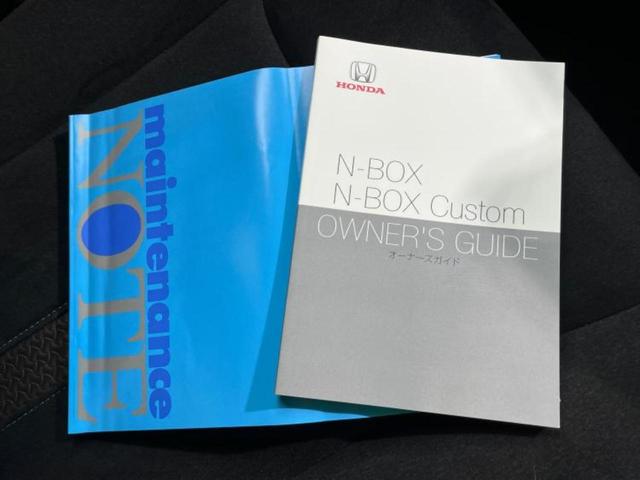 maintenance
NOTE
HONDA
N-BOX
N-BOX Custom
OWNER'S GUIDE
オーナーズガイド